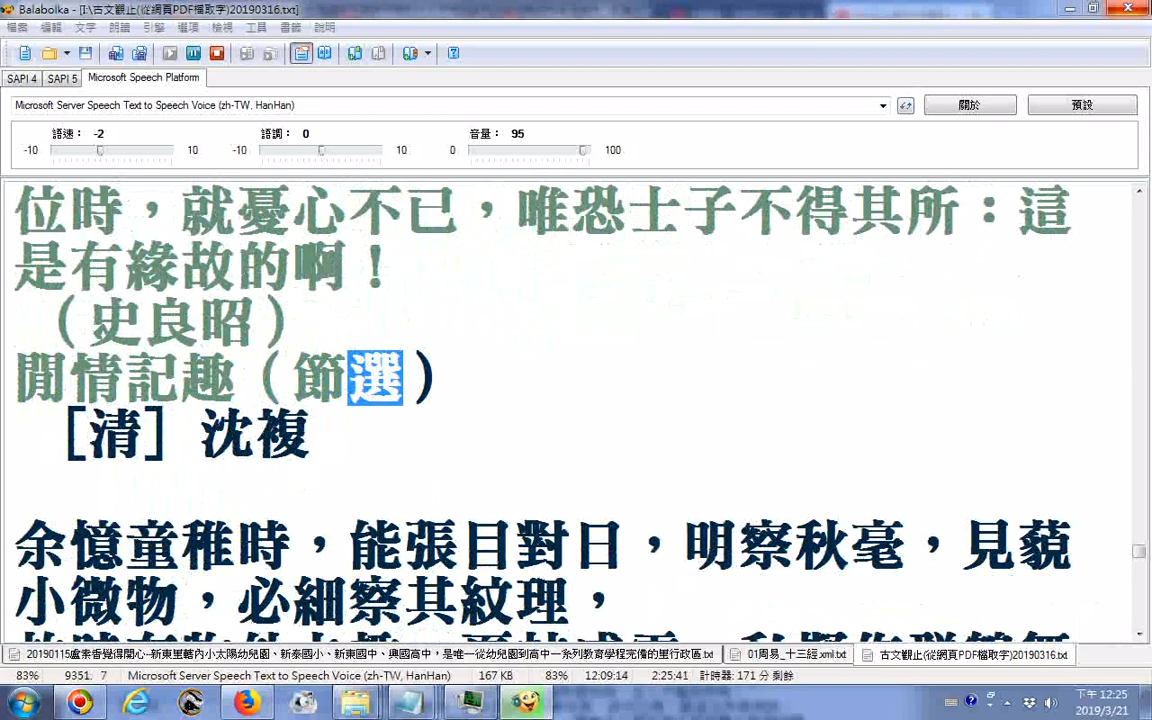 Balabolka - [I:\古文觀止(從網頁PDF檔取字)20190316.txt]
檔案 編輯 文字 朗讀 引擎 選項 檢視 工具 書籤 說明
SAPI 4 SAPI 5 Microsoft Speech Platform
Microsoft Server Speech Text to Speech Voice (zh-TW, HanHan) 關於 預設
語速： -2 語調： 0 音量： 95
-10 10 -10 10 0 100
位時，就憂心不已，唯恐士子不得其所：這
是有緣故的啊！
（史良昭）
閒情記趣（節選）
［清］沈複
余憶童稚時，能張目對日，明察秋毫，見藐
小微物，必細察其紋理，
20190115盧素香覺得開心--新東里轄內小太陽幼兒園、新泰國小、新東國中、興國高中，是唯一從幼兒園到高中一系列教育學程完備的里行政區.txt 01周易_十三經.xml.txt 古文觀止(從網頁PDF檔取字)20190316.txt
83% 9351: 7 Microsoft Server Speech Text to Speech Voice (zh-TW, HanHan) 167 KB 83% 12:09:14 2:25:41 計時器: 171 分 剩餘
下午 12:25
2019/3/21